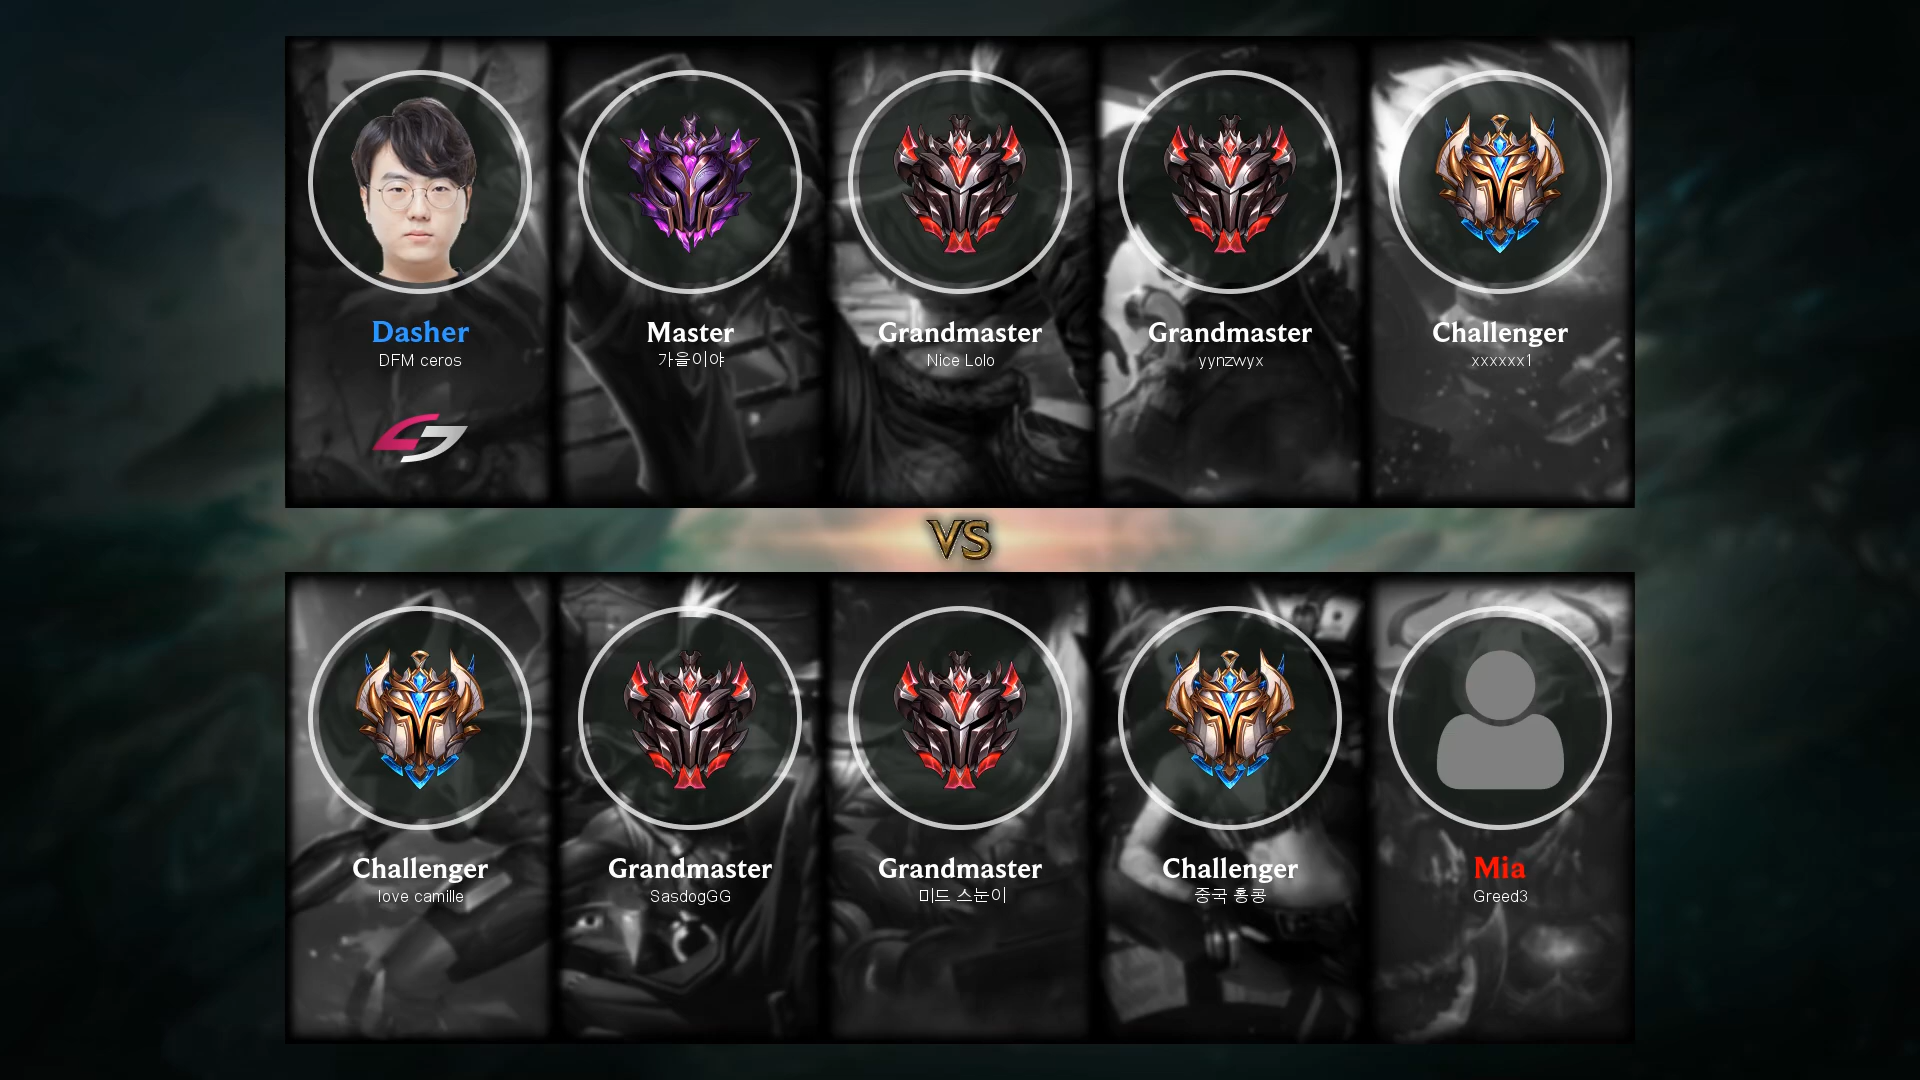 Dasher
DFM ceros
Master
가을이야
Grandmaster
Nice Lolo
Grandmaster
yynzwyx
Challenger
xxxxxx1
VS
Challenger
love camille
Grandmaster
SasdogGG
Grandmaster
미드 스눈이
Challenger
중국 홍콩
Mia
Greed3